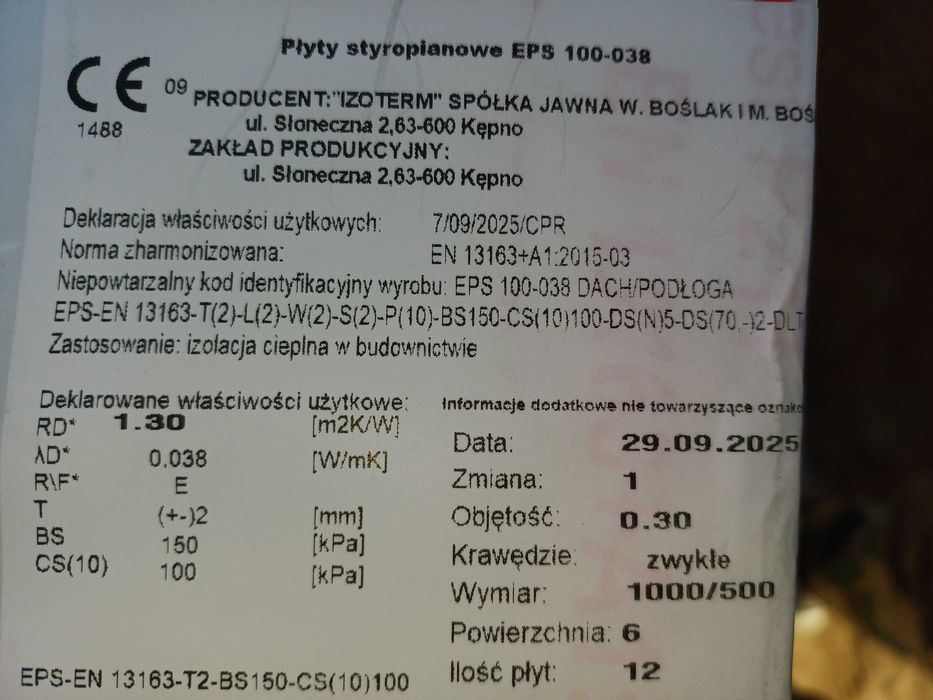 Płyty styropianowe EPS 100-038
CE 09
1488
PRODUCENT:"IZOTERM" SPÓŁKA JAWNA W. BOŚLAK I M. BOŚ
ul. Słoneczna 2,63-600 Kępno
ZAKŁAD PRODUKCYJNY:
ul. Słoneczna 2,63-600 Kępno
Deklaracja właściwości użytkowych: 7/09/2025/CPR
Norma zharmonizowana: EN 13163+A1:2015-03
Niepowtarzalny kod identyfikacyjny wyrobu: EPS 100-038 DACH/PODŁOGA
EPS-EN 13163-T(2)-L(2)-W(2)-S(2)-P(10)-BS150-CS(10)100-DS(N)5-DS(70,-)2-DLT
Zastosowanie: izolacja cieplna w budownictwie
Deklarowane właściwości użytkowe:
RD* 1.30 [m2K/W]
λD* 0.038 [W/mK]
R\F* E
T (+-)2 [mm]
BS 150 [kPa]
CS(10) 100 [kPa]
EPS-EN 13163-T2-BS150-CS(10)100
Informacje dodatkowe nie towarzyszące oznako
Data: 29.09.2025
Zmiana: 1
Objętość: 0.30
Krawędzie: zwykłe
Wymiar: 1000/500
Powierzchnia: 6
Ilość płyt: 12